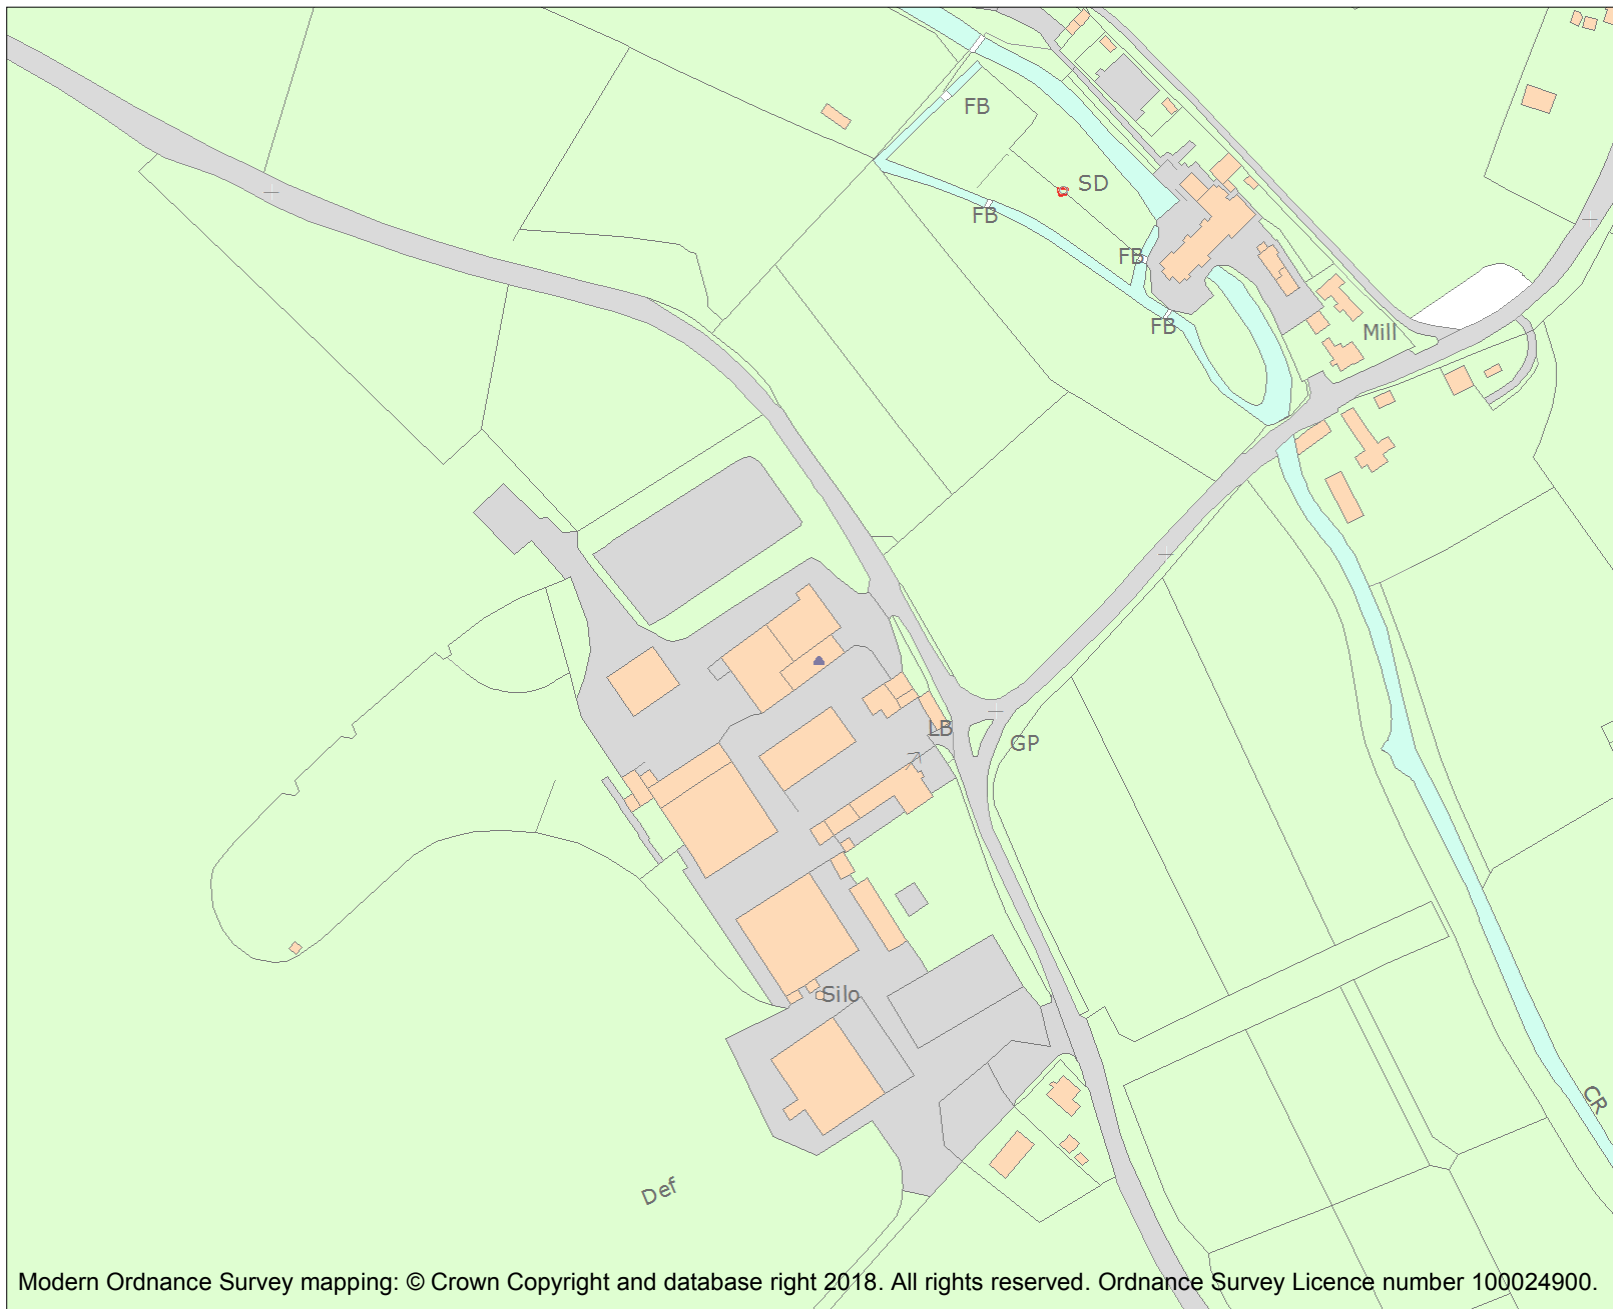 FB
SD
FB
FB
FB
Mill
LB
GP
Silo
CR
Def
Modern Ordnance Survey mapping: © Crown Copyright and database right 2018. All rights reserved. Ordnance Survey Licence number 100024900.